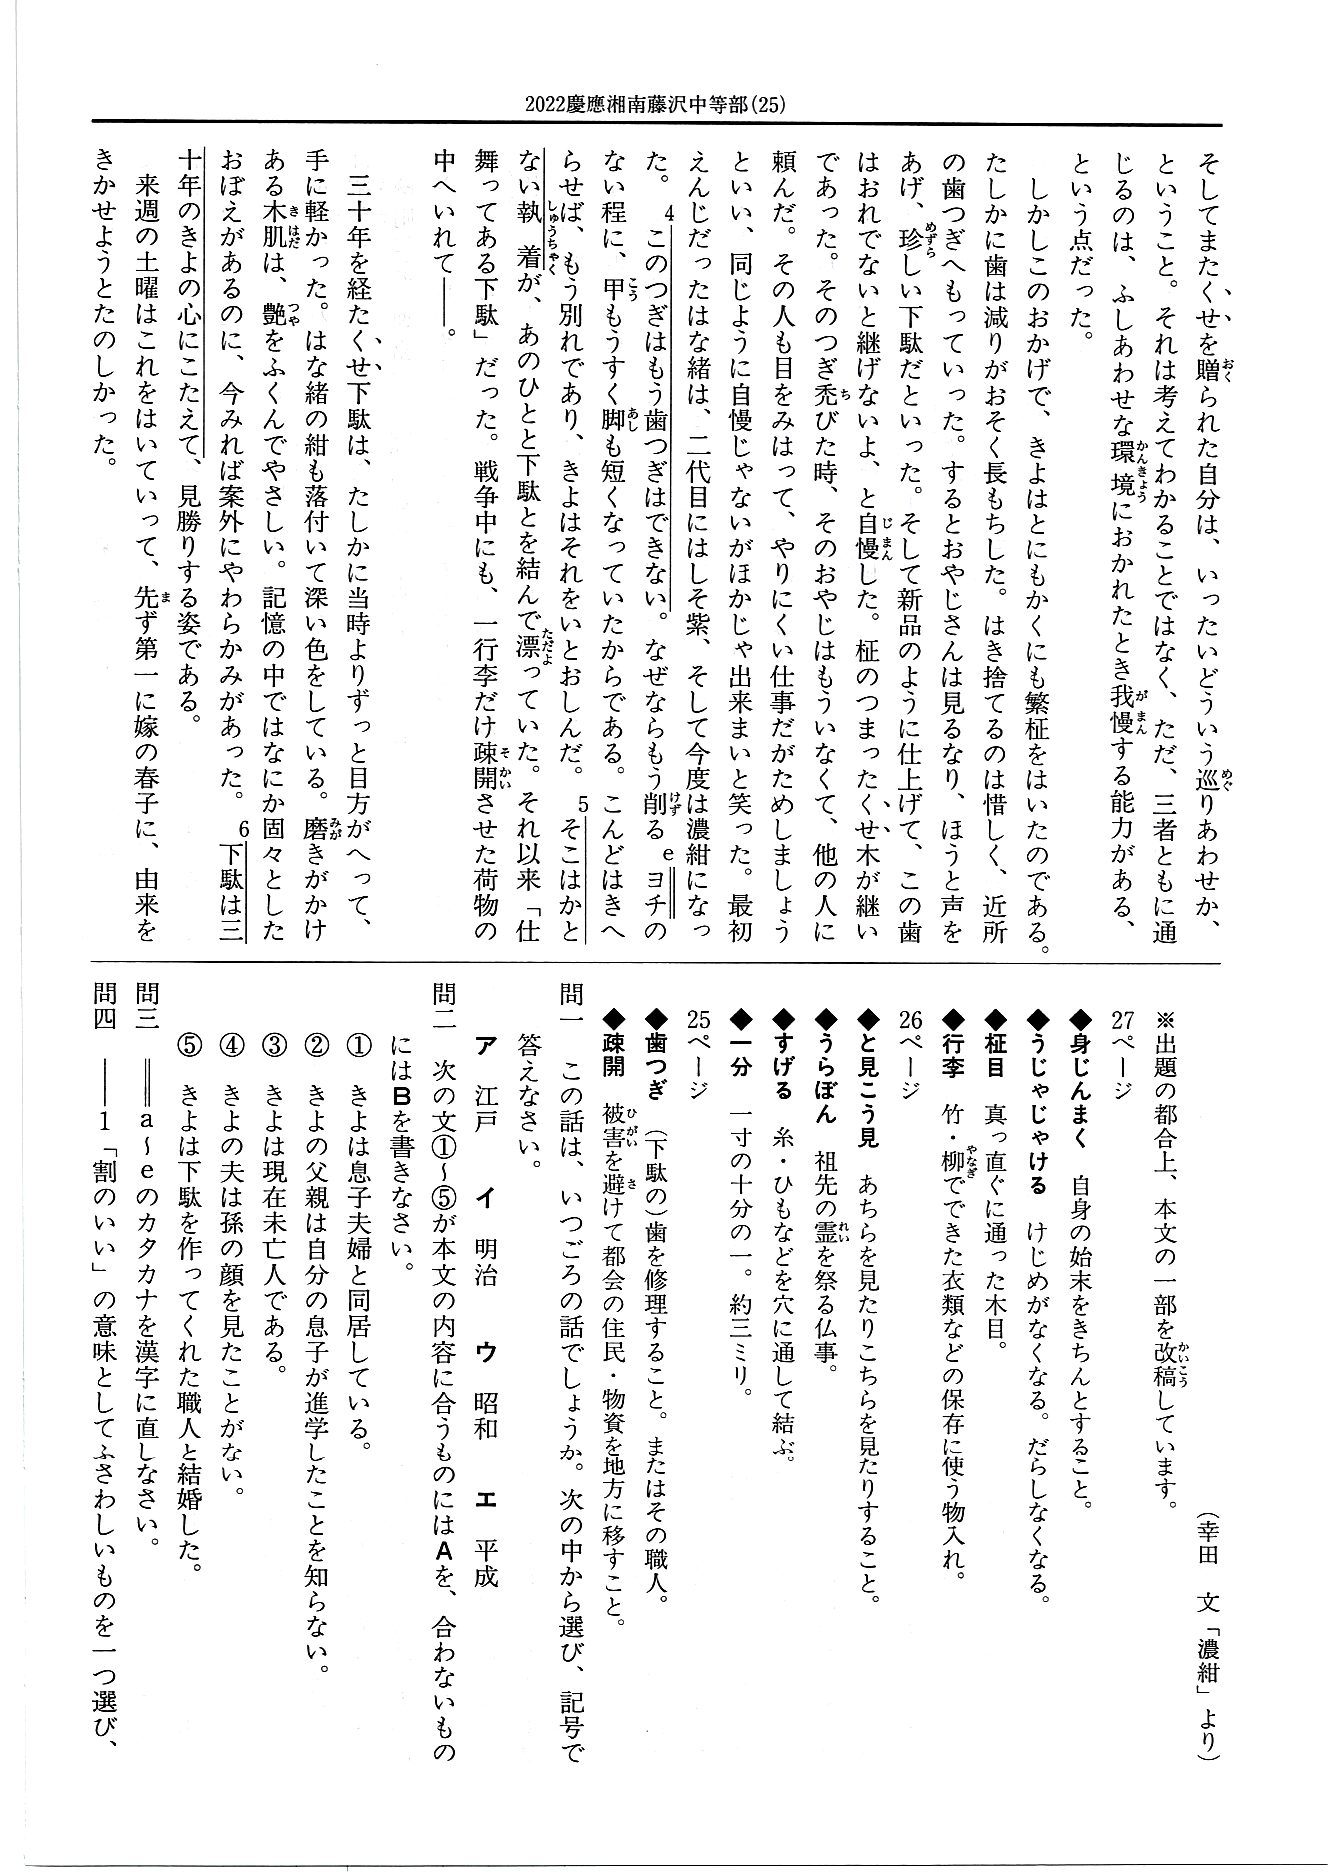 2022慶應湘南藤沢中等部(25)
そしてまたくせを贈られた自分は、いったいどういう巡りあわせか、
ということ。それは考えてわかることではなく、ただ、三者ともに通
じるのは、ふしあわせな環境におかれたとき我慢する能力がある、
という点だった。
しかしこのおかげで、きよはとにもかくにも繁柾をはいたのである。
たしかに歯は減りがおそく長もちした。はき捨てるのは惜しく、近所
の歯つぎへもっていった。するとおやじさんは見るなり、ほうと声を
あげ、珍しい下駄だといった。そして新品のように仕上げて、この歯
はおれでないと継げないよ、と自慢した。柾のつまったくせ木が継い
であった。そのつぎ禿びた時、そのおやじはもういなくて、他の人に
頼んだ。その人も目をみはって、やりにくい仕事だがためしましょう
といい、同じように自慢じゃないがほかじゃ出来まいと笑った。最初
えんじだったはな緒は、二代目にはしそ紫、そして今度は濃紺になっ
た。4このつぎはもう歯つぎはできない。なぜならもう削るeヨチの
ない程に、甲もうすく脚も短くなっていたからである。こんどはきへ
らせば、もう別れであり、きよはそれをいとおしんだ。5そこはかと
ない執着が、あのひとと下駄とを結んで漂っていた。それ以来「仕
舞ってある下駄」だった。戦争中にも、一行李だけ疎開させた荷物の
中へいれて――。
三十年を経たくせ下駄は、たしかに当時よりずっと目方がへって、
手に軽かった。はな緒の紺も落付いて深い色をしている。磨きがかけ
ある木肌は、艶をふくんでやさしい。記憶の中ではなにか固々とした
おぼえがあるのに、今みれば案外にやわらかみがあった。6下駄は三
十年のきよの心にこたえて、見勝りする姿である。
来週の土曜はこれをはいていって、先ず第一に嫁の春子に、由来を
きかせようとたのしかった。
(幸田 文「濃紺」より)
※出題の都合上、本文の一部を改稿しています。
27ページ
◆身じんまく 自身の始末をきちんとすること。
◆うじゃじゃける けじめがなくなる。だらしなくなる。
◆柾目 真っ直ぐに通った木目。
◆行李 竹・柳でできた衣類などの保存に使う物入れ。
26ページ
◆と見こう見 あちらを見たりこちらを見たりすること。
◆うらぼん 祖先の霊を祭る仏事。
◆すげる 糸・ひもなどを穴に通して結ぶ。
◆一分 一寸の十分の一。約三ミリ。
25ページ
◆歯つぎ (下駄の)歯を修理すること。またはその職人。
◆疎開 被害を避けて都会の住民・物資を地方に移すこと。
問一 この話は、いつごろの話でしょうか。次の中から選び、記号で
答えなさい。
ア 江戸 イ 明治 ウ 昭和 エ 平成
問二 次の文①~⑤が本文の内容に合うものにはAを、合わないもの
にはBを書きなさい。
① きよは息子夫婦と同居している。
② きよの父親は自分の息子が進学したことを知らない。
③ きよは現在未亡人である。
④ きよの夫は孫の顔を見たことがない。
⑤ きよは下駄を作ってくれた職人と結婚した。
問三 ══a~eのカタカナを漢字に直しなさい。
問四 ――1「割のいい」の意味としてふさわしいものを一つ選び、